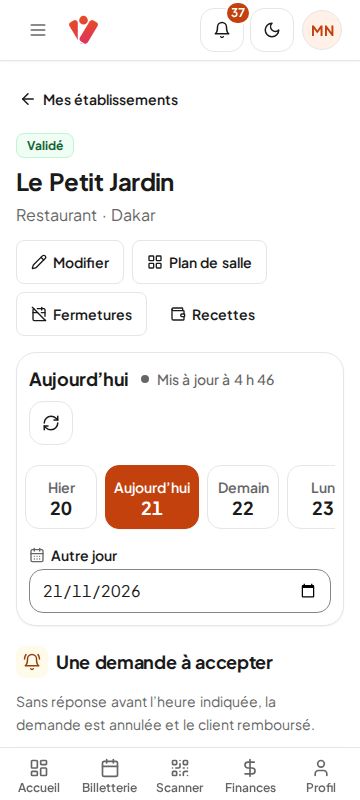 37
MN
Mes établissements
Validé
Le Petit Jardin
Restaurant · Dakar
Modifier
Plan de salle
Fermetures
Recettes
Aujourd’hui
Mis à jour à 4 h 46
Hier
20
Aujourd’hui
21
Demain
22
Lun
23
Autre jour
21/11/2026
Une demande à accepter
Sans réponse avant l’heure indiquée, la
demande est annulée et le client remboursé.
Accueil
Billetterie
Scanner
Finances
Profil